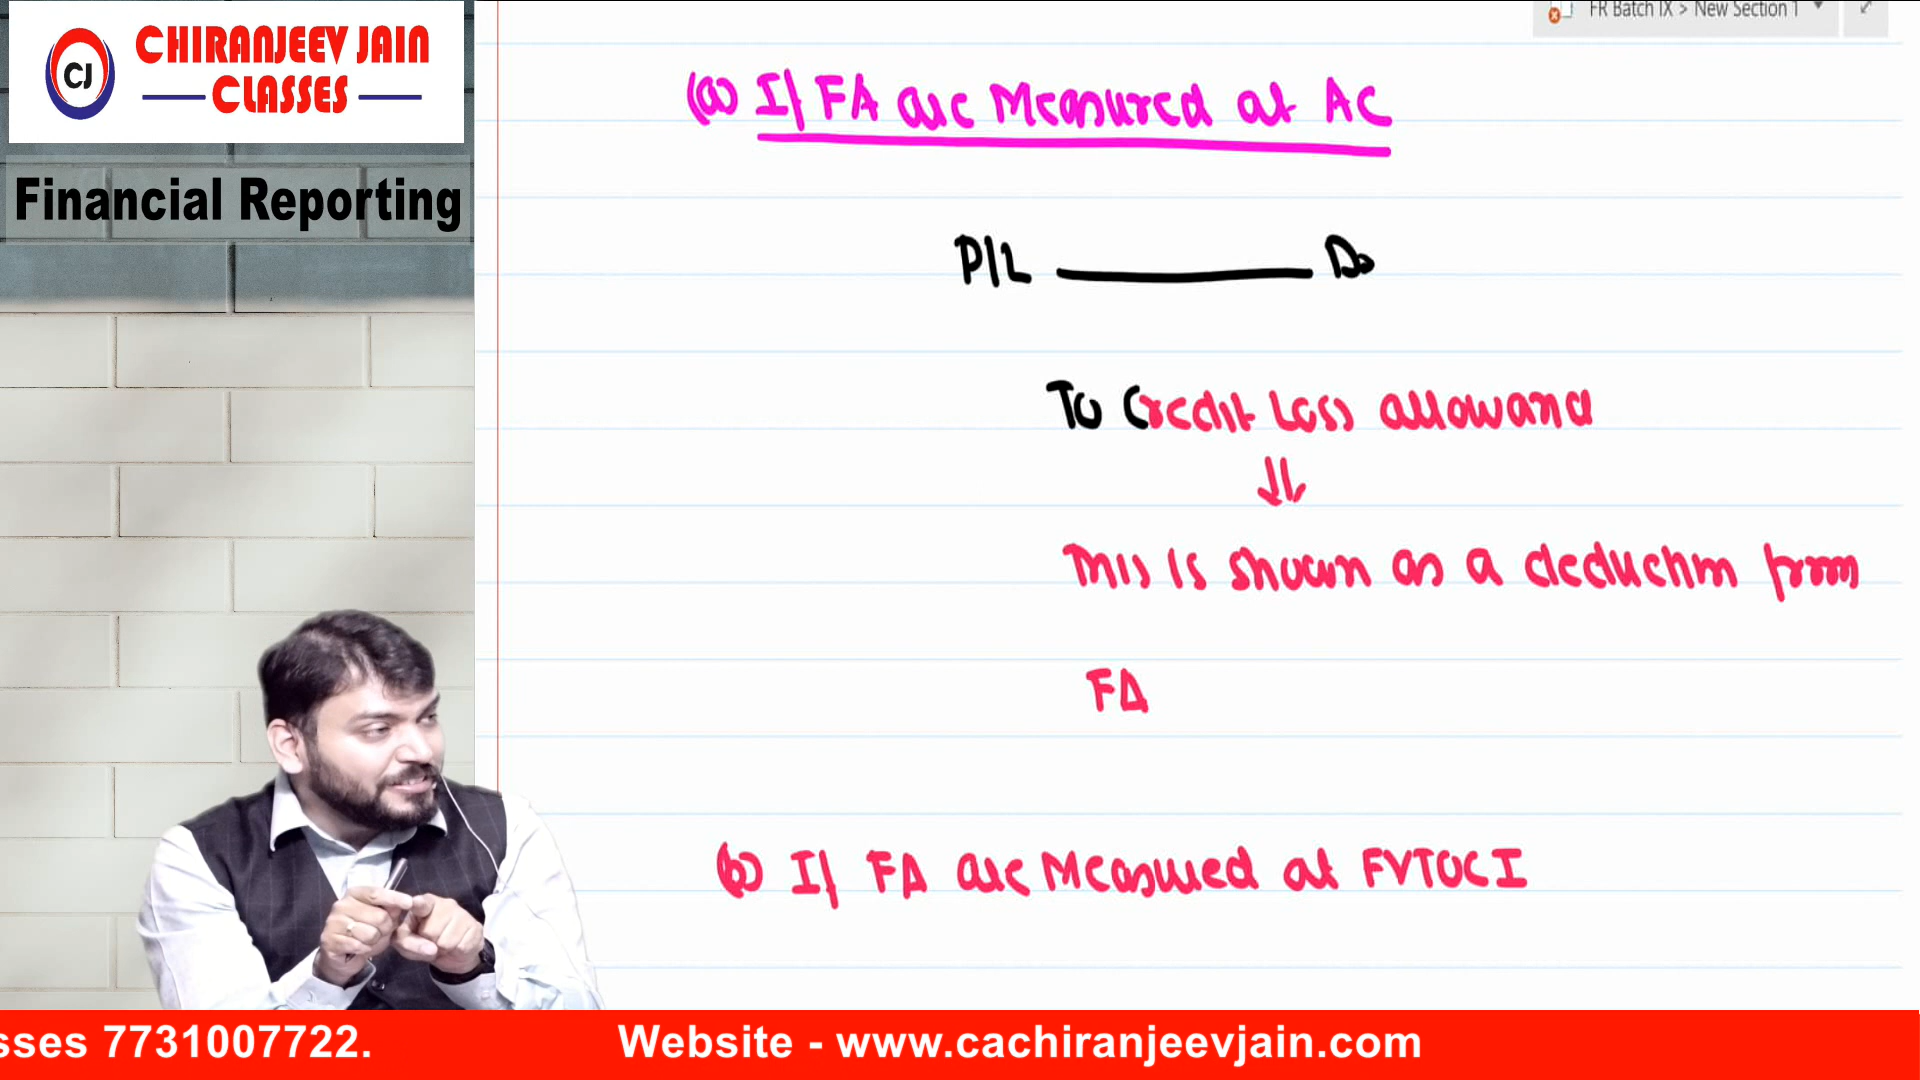 CHIRANJEEV JAIN
CLASSES
CJ
Financial Reporting
FR Batch IX > New Section 1
(a) If FA are Measured at AC
P/L Dr
To Credit Loss allowance
This is shown as a deduction from
FA
(b) If FA are Measured at FVTOCI
sses 7731007722. Website - www.cachiranjeevjain.com